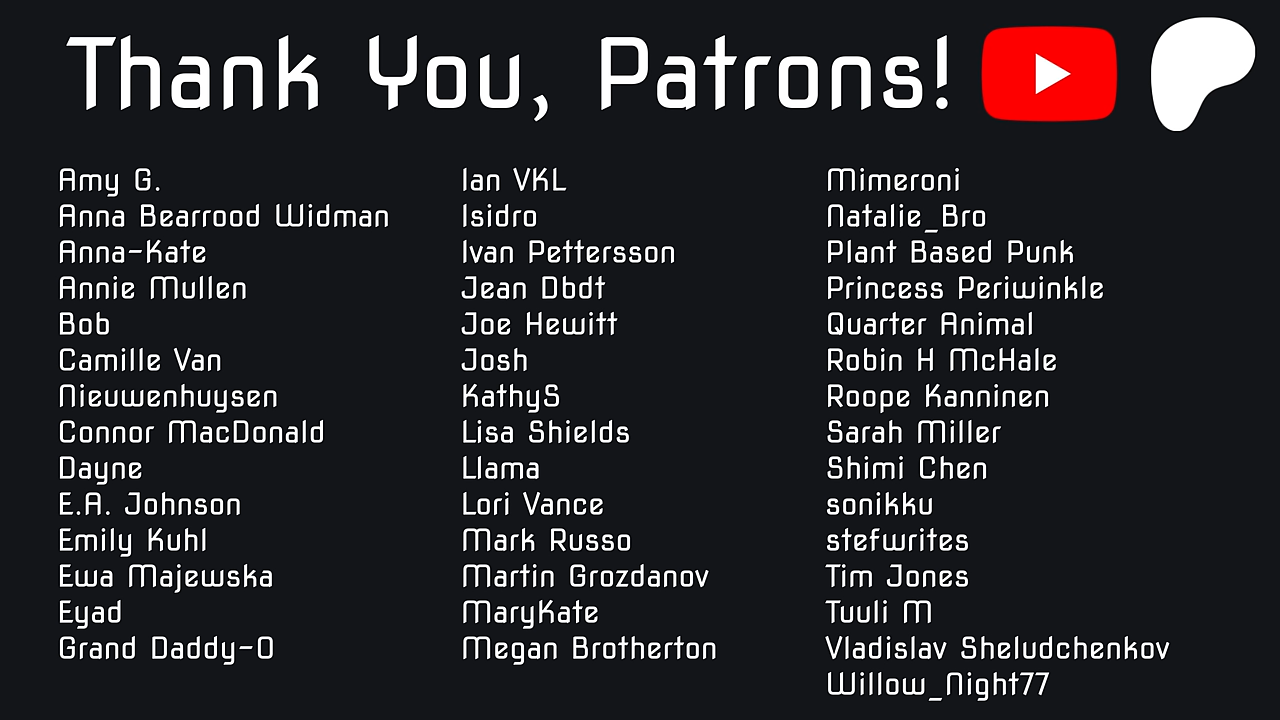 Thank You, Patrons!
Amy G.
Anna Bearrood Widman
Anna-Kate
Annie Mullen
Bob
Camille Van
Nieuwenhuysen
Connor MacDonald
Dayne
E.A. Johnson
Emily Kuhl
Ewa Majewska
Eyad
Grand Daddy-O
Ian VKL
Isidro
Ivan Pettersson
Jean Dbdt
Joe Hewitt
Josh
KathyS
Lisa Shields
Llama
Lori Vance
Mark Russo
Martin Grozdanov
MaryKate
Megan Brotherton
Mimeroni
Natalie_Bro
Plant Based Punk
Princess Periwinkle
Quarter Animal
Robin H McHale
Roope Kanninen
Sarah Miller
Shimi Chen
sonikku
stefwrites
Tim Jones
Tuuli M
Vladislav Sheludchenkov
Willow_Night77